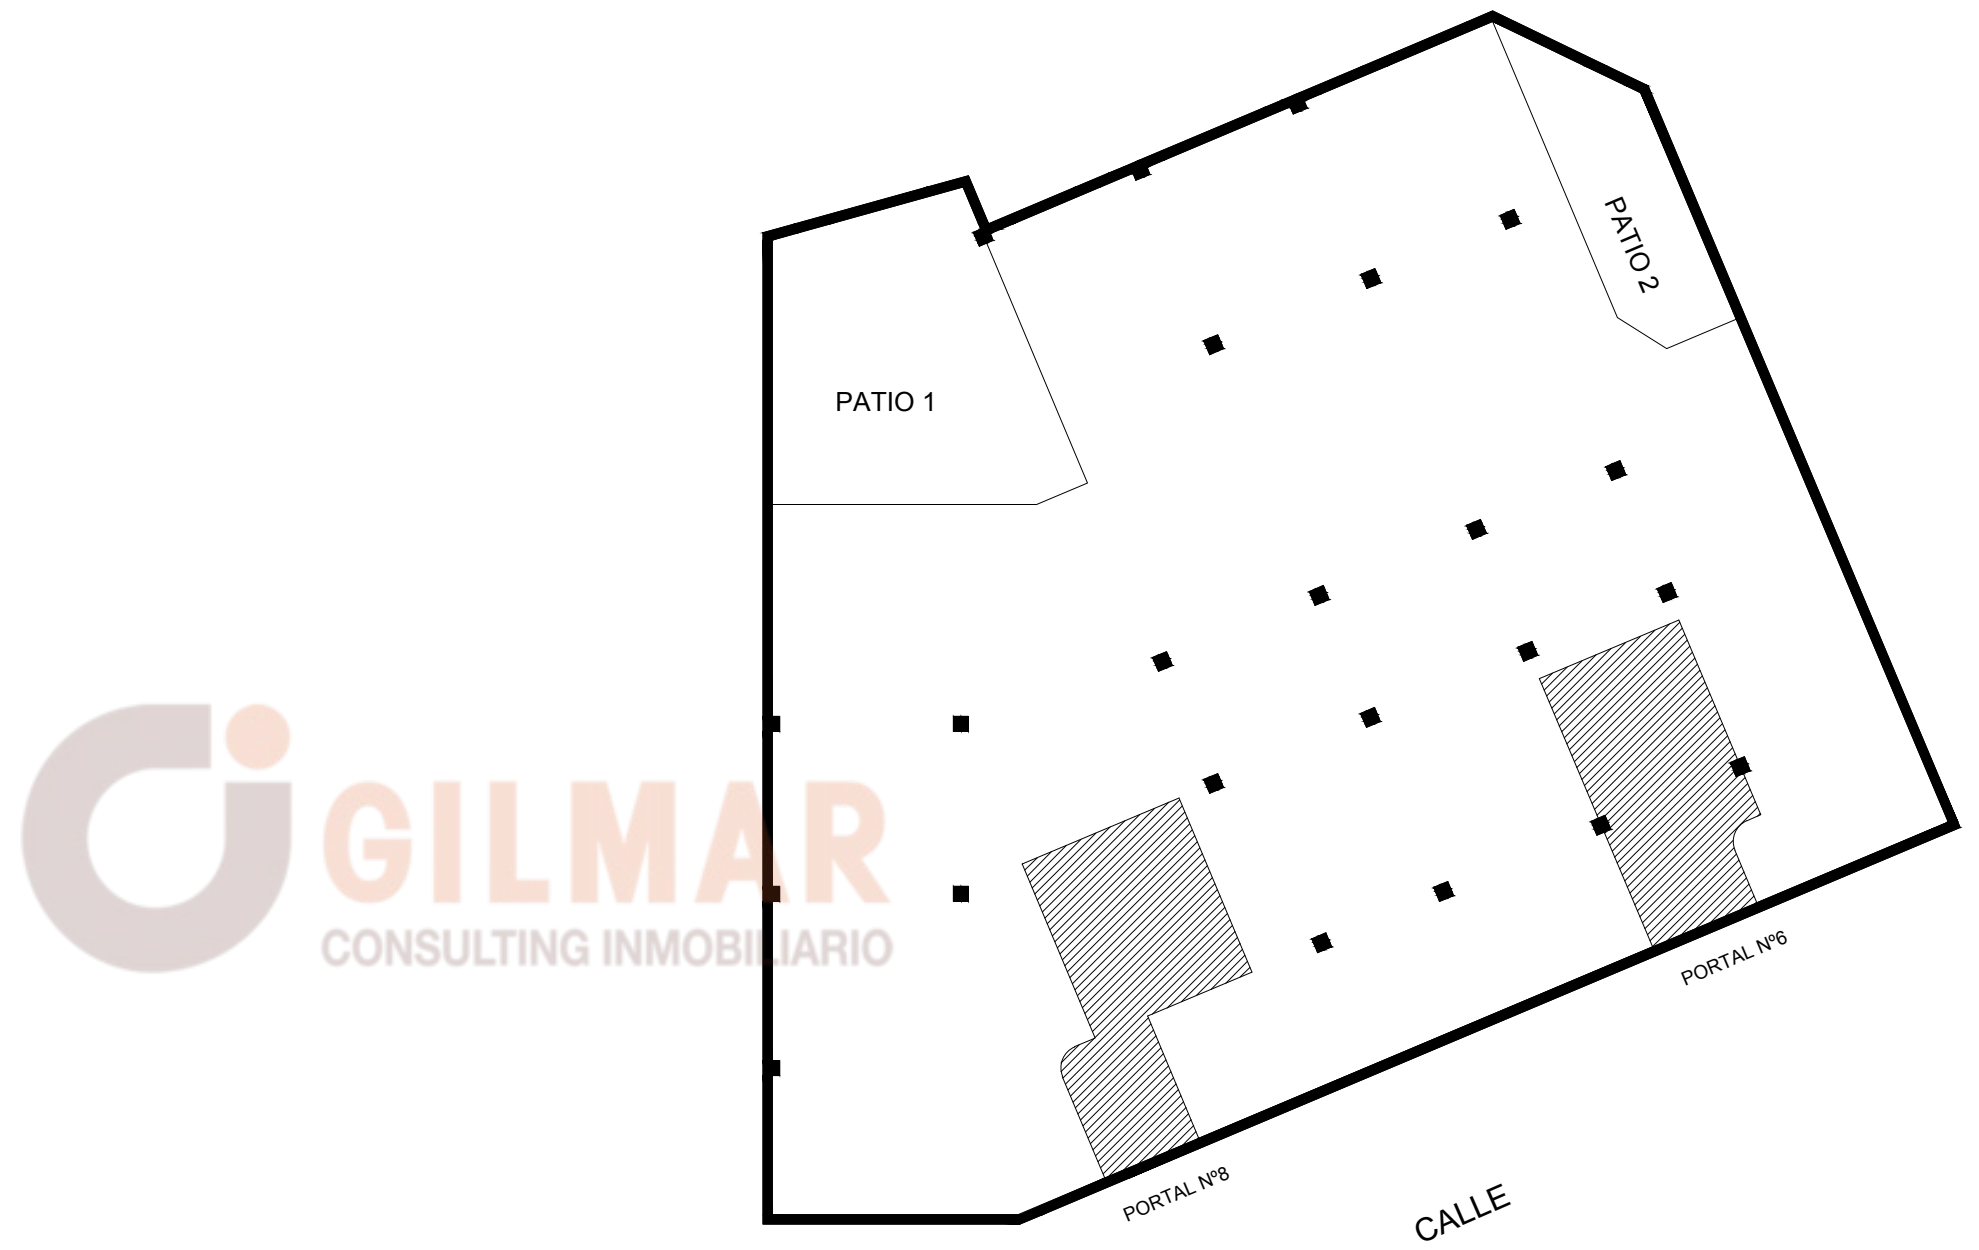 PATIO 2
PATIO 1
GILMAR
CONSULTING INMOBILIARIO
PORTAL Nº6
PORTAL Nº8
CALLE